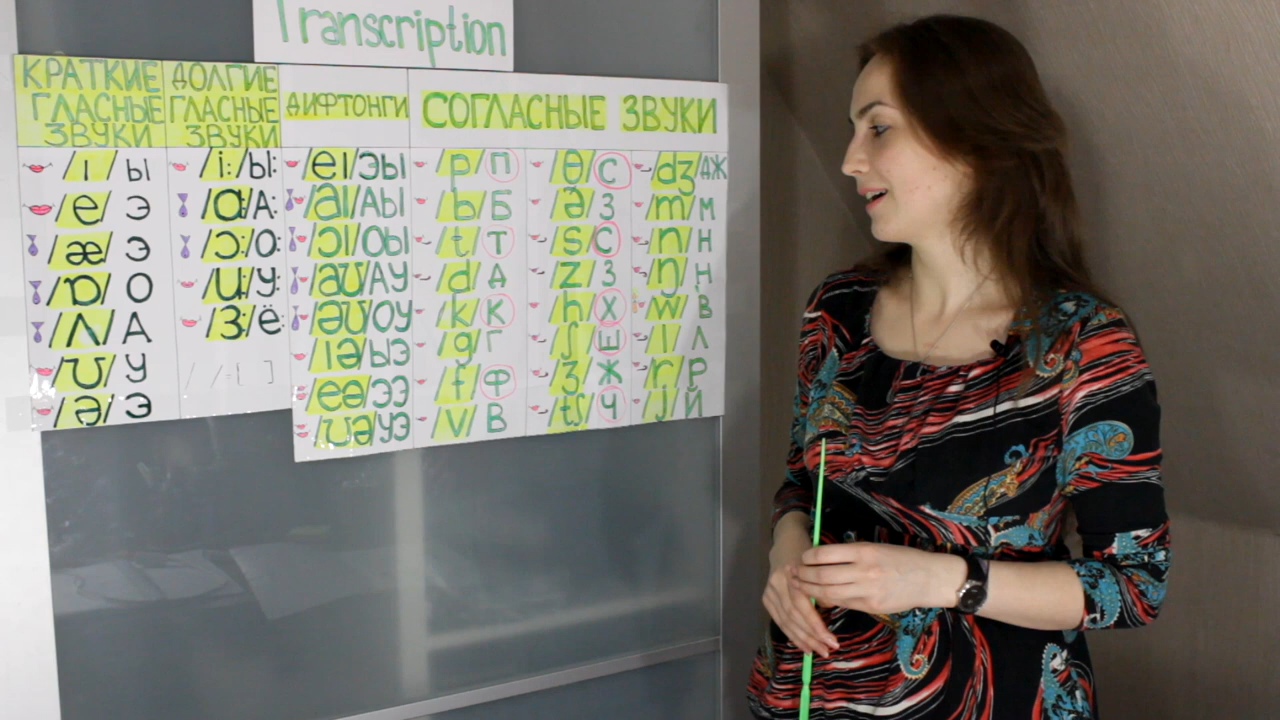 Transcription
КРАТКИЕ ГЛАСНЫЕ ЗВУКИ
/ɪ/ Ы
/e/ Э
/æ/ Э
/ɒ/ О
/ʌ/ А
/ʊ/ У
/ə/ Э
ДОЛГИЕ ГЛАСНЫЕ ЗВУКИ
/i:/ Ы:
/ɑ:/ А:
/ɔ:/ О:
/u:/ У:
/ɜ:/ Ё:
/ /=[ ]
ДИФТОНГИ
/eɪ/ ЭЫ
/aɪ/ АЫ
/ɔɪ/ ОЫ
/aʊ/ АУ
/əʊ/ ОУ
/ɪə/ ЫЭ
/eə/ ЭЭ
/ʊə/ УЭ
СОГЛАСНЫЕ ЗВУКИ
/p/ П
/b/ Б
/t/ Т
/d/ Д
/k/ К
/g/ Г
/f/ Ф
/v/ В
/θ/ С
/ð/ З
/s/ С
/z/ З
/h/ Х
/ʃ/ Ш
/ʒ/ Ж
/tʃ/ Ч
/dʒ/ ДЖ
/m/ М
/n/ Н
/ŋ/ Н
/w/ В
/l/ Л
/r/ Р
/j/ Й